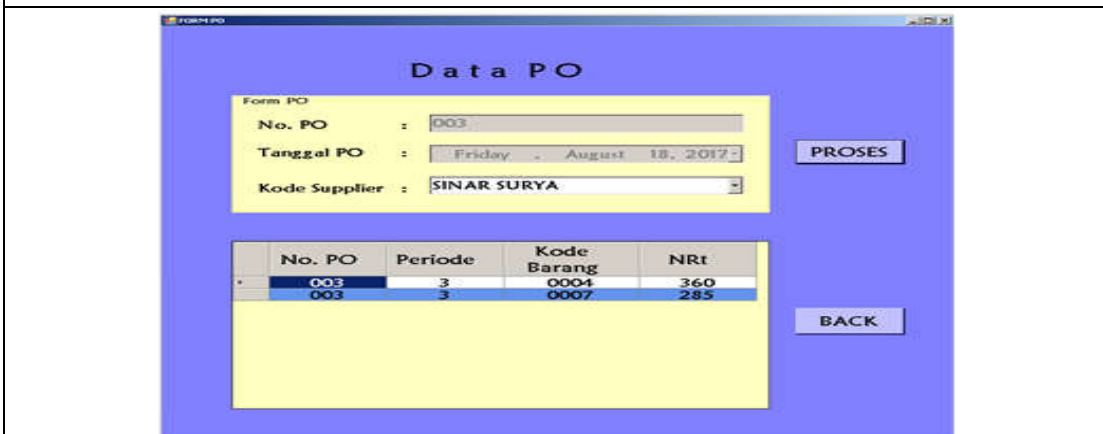 FORM PO
Data PO
Form PO
No. PO : 003
Tanggal PO : Friday , August 18, 2017
Kode Supplier : SINAR SURYA
PROSES
No. PO Periode Kode Barang NRt
003 3 0004 360
003 3 0007 285
BACK